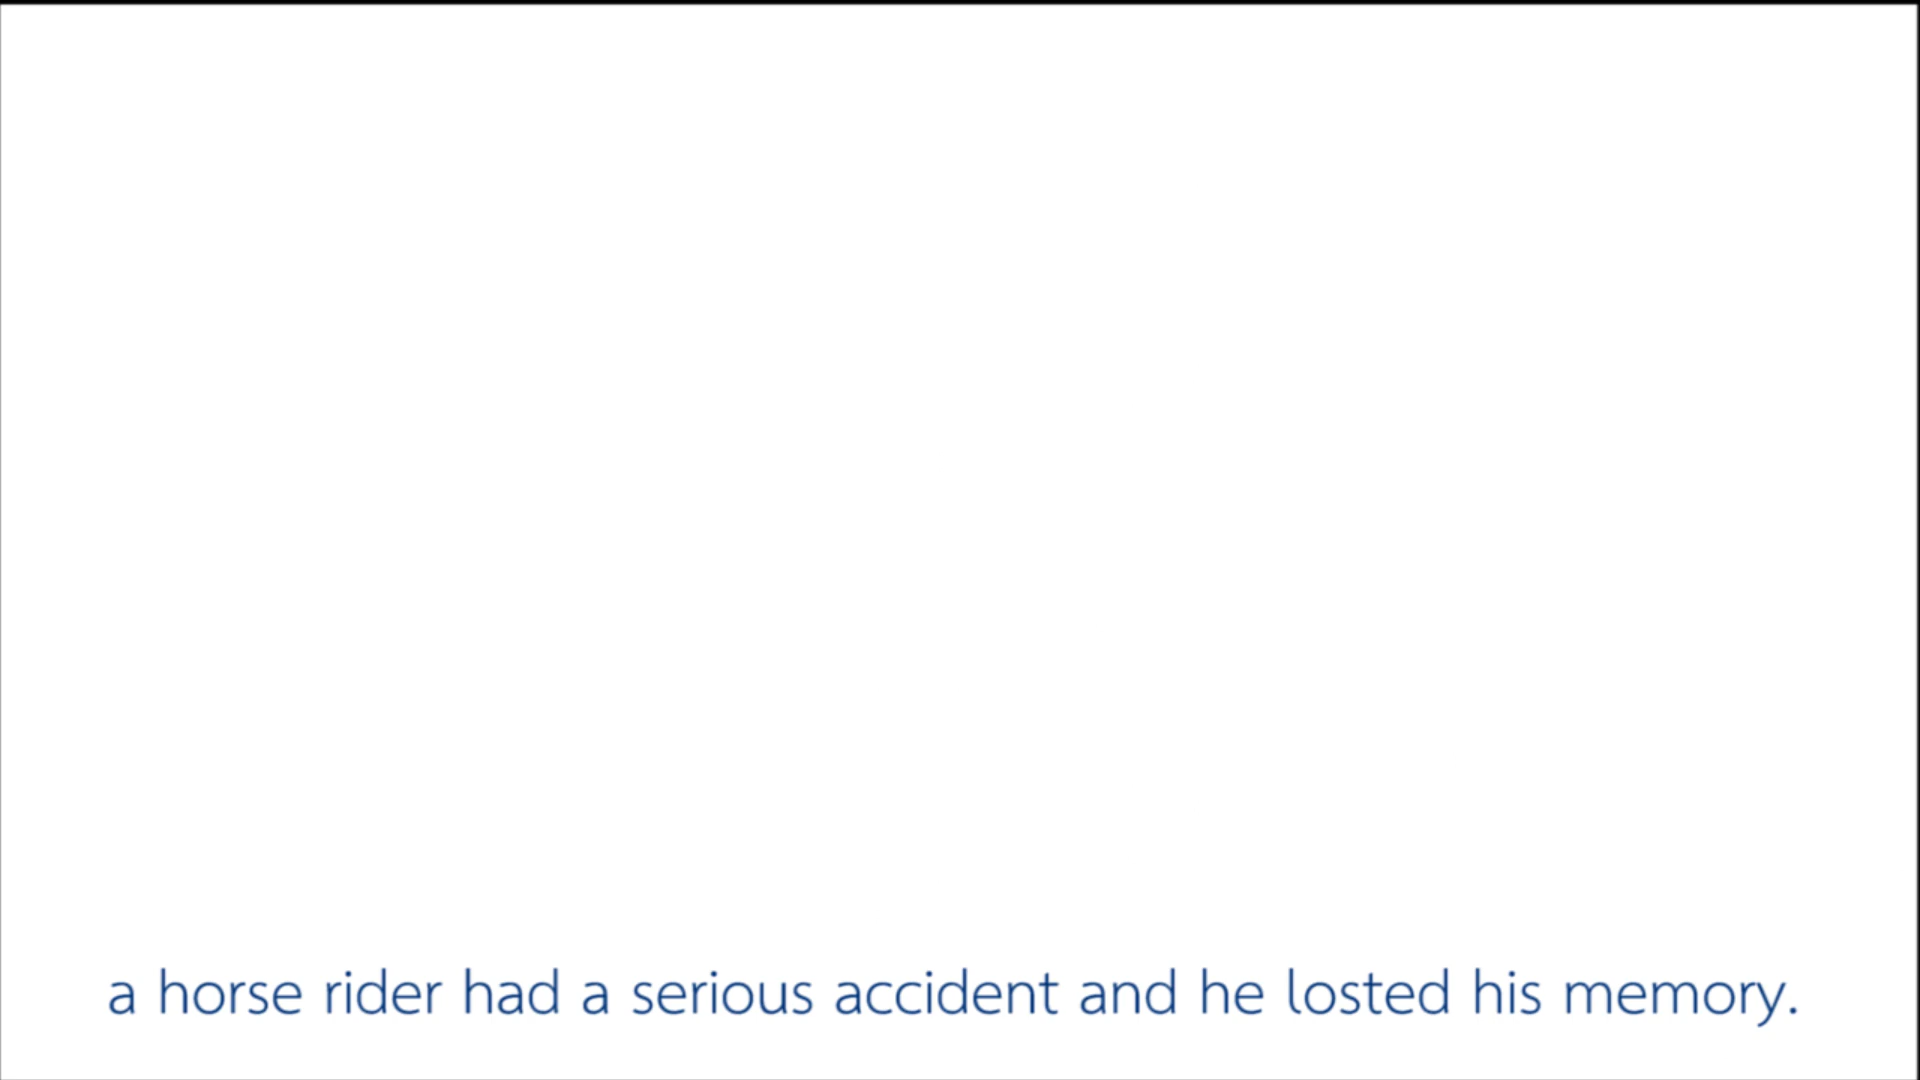 a horse rider had a serious accident and he losted his memory.